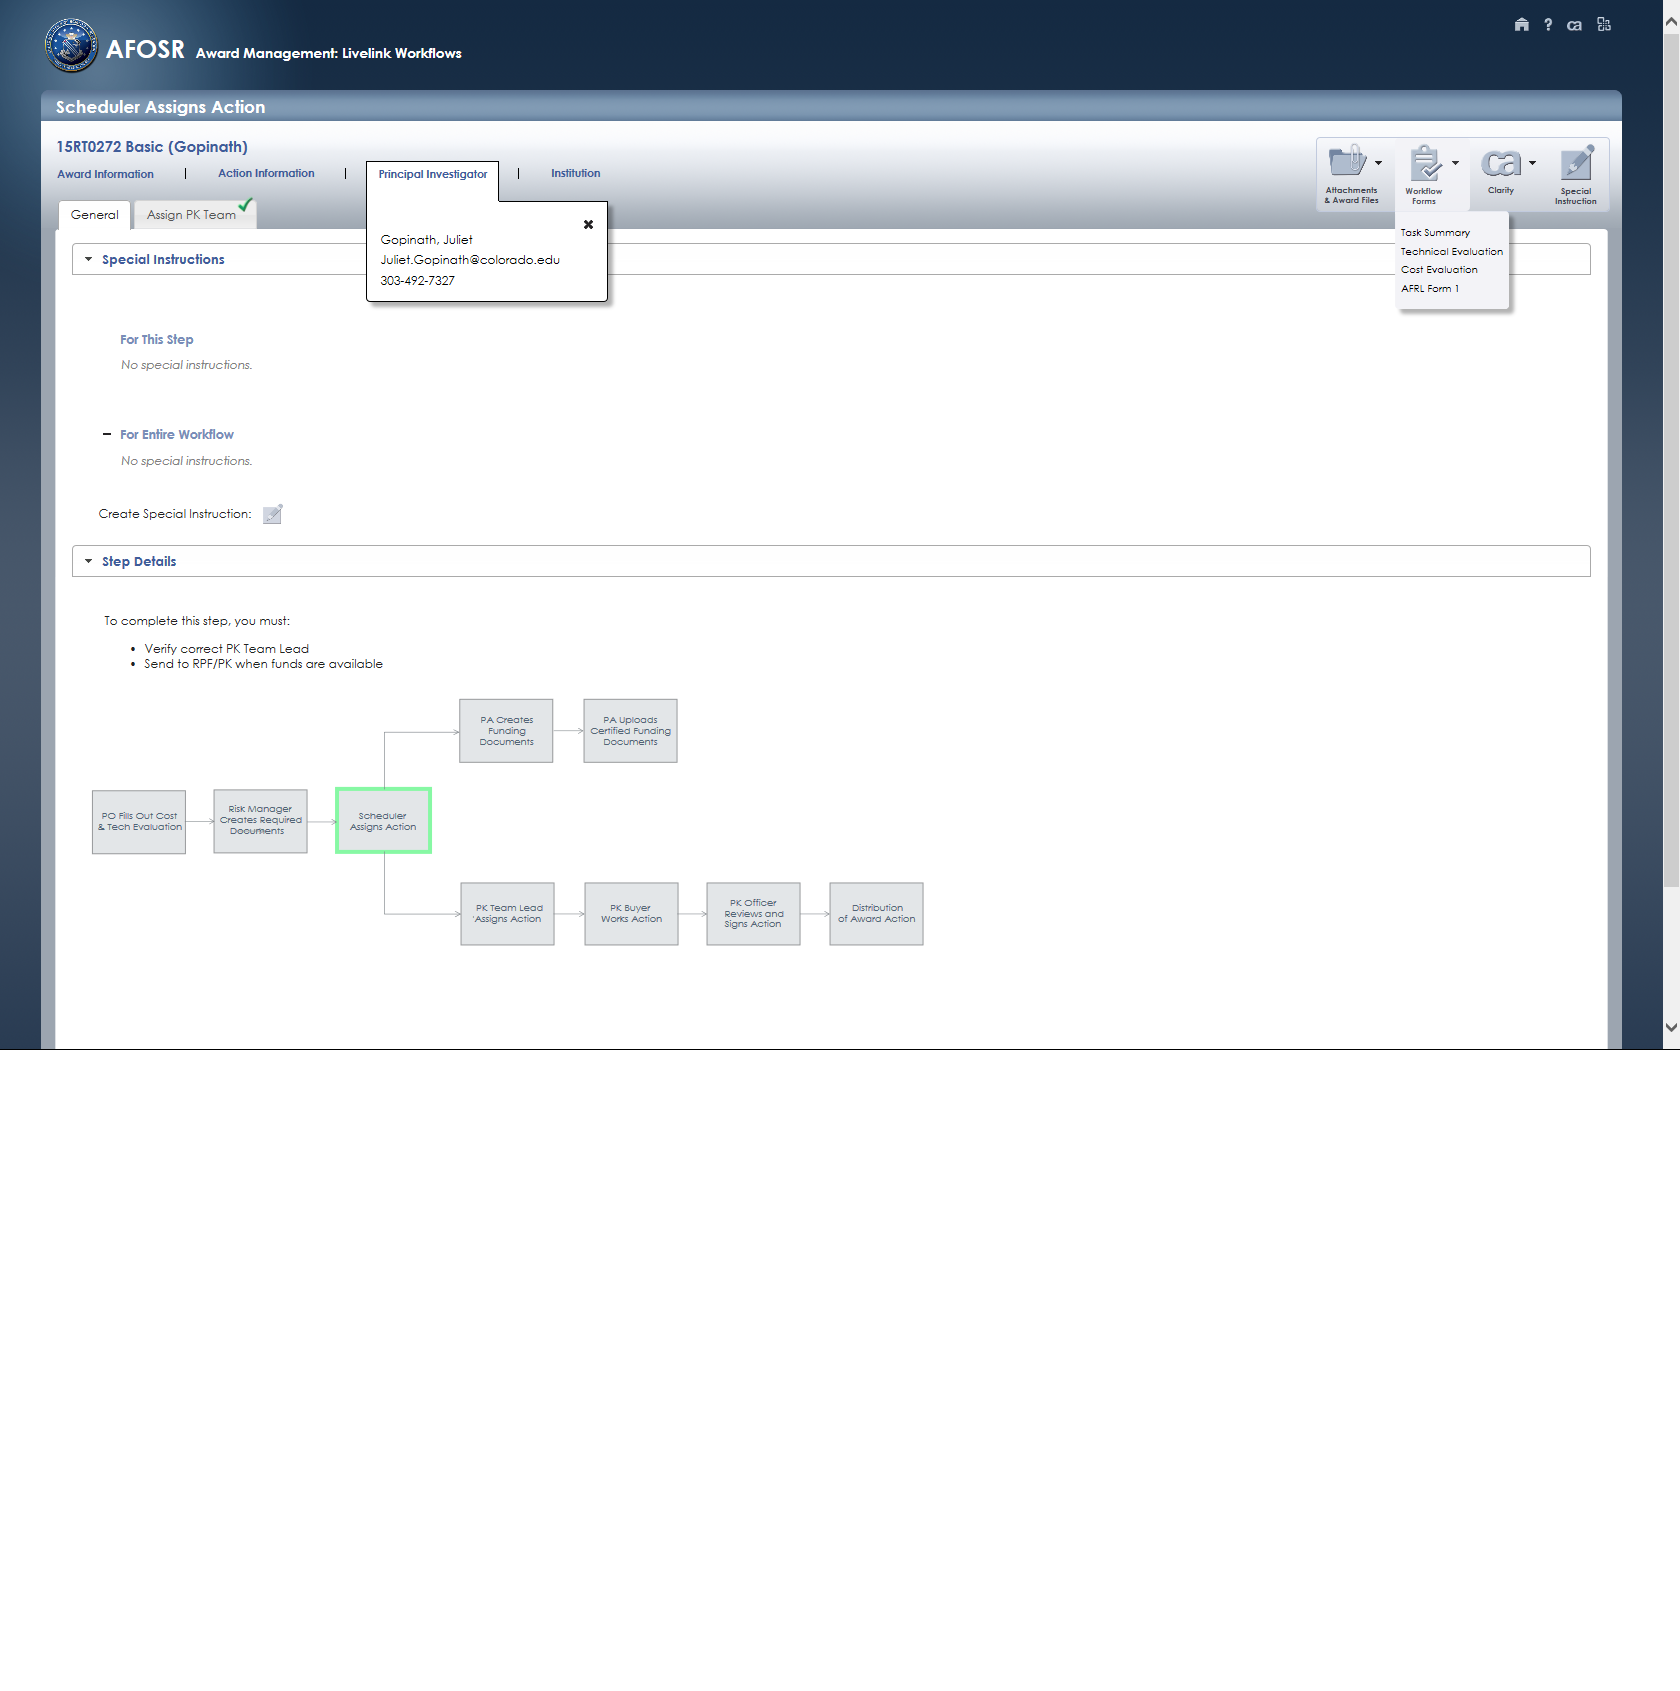 AFOSR Award Management: Livelink Workflows
? ca
Scheduler Assigns Action
15RT0272 Basic (Gopinath)
Award Information | Action Information | Principal Investigator | Institution
Attachments
& Award Files
Workflow
Forms
ca
Clarity
Special
Instruction
General
Assign PK Team
Gopinath, Juliet
Juliet.Gopinath@colorado.edu
303-492-7327
Task Summary
Technical Evaluation
Cost Evaluation
AFRL Form 1
Special Instructions
For This Step
No special instructions.
For Entire Workflow
No special instructions.
Create Special Instruction:
Step Details
To complete this step, you must:
• Verify correct PK Team Lead
• Send to RPF/PK when funds are available
PA Creates
Funding
Documents
PA Uploads
Certified Funding
Documents
PO Fills Out Cost
& Tech Evaluation
Risk Manager
Creates Required
Documents
Scheduler
Assigns Action
PK Team Lead
'Assigns Action
PK Buyer
Works Action
PK Officer
Reviews and
Signs Action
Distribution
of Award Action